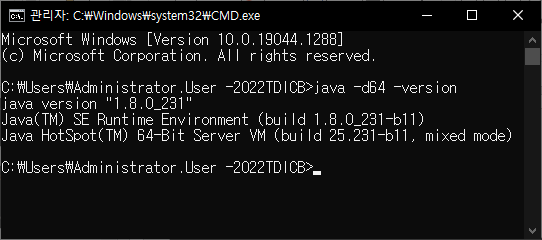 관리자: C:₩Windows₩system32₩CMD.exe
Microsoft Windows [Version 10.0.19044.1288]
(c) Microsoft Corporation. All rights reserved.
C:₩Users₩Administrator.User -2022TDICB>java -d64 -version
java version "1.8.0_231"
Java(TM) SE Runtime Environment (build 1.8.0_231-b11)
Java HotSpot(TM) 64-Bit Server VM (build 25.231-b11, mixed mode)
C:₩Users₩Administrator.User -2022TDICB>